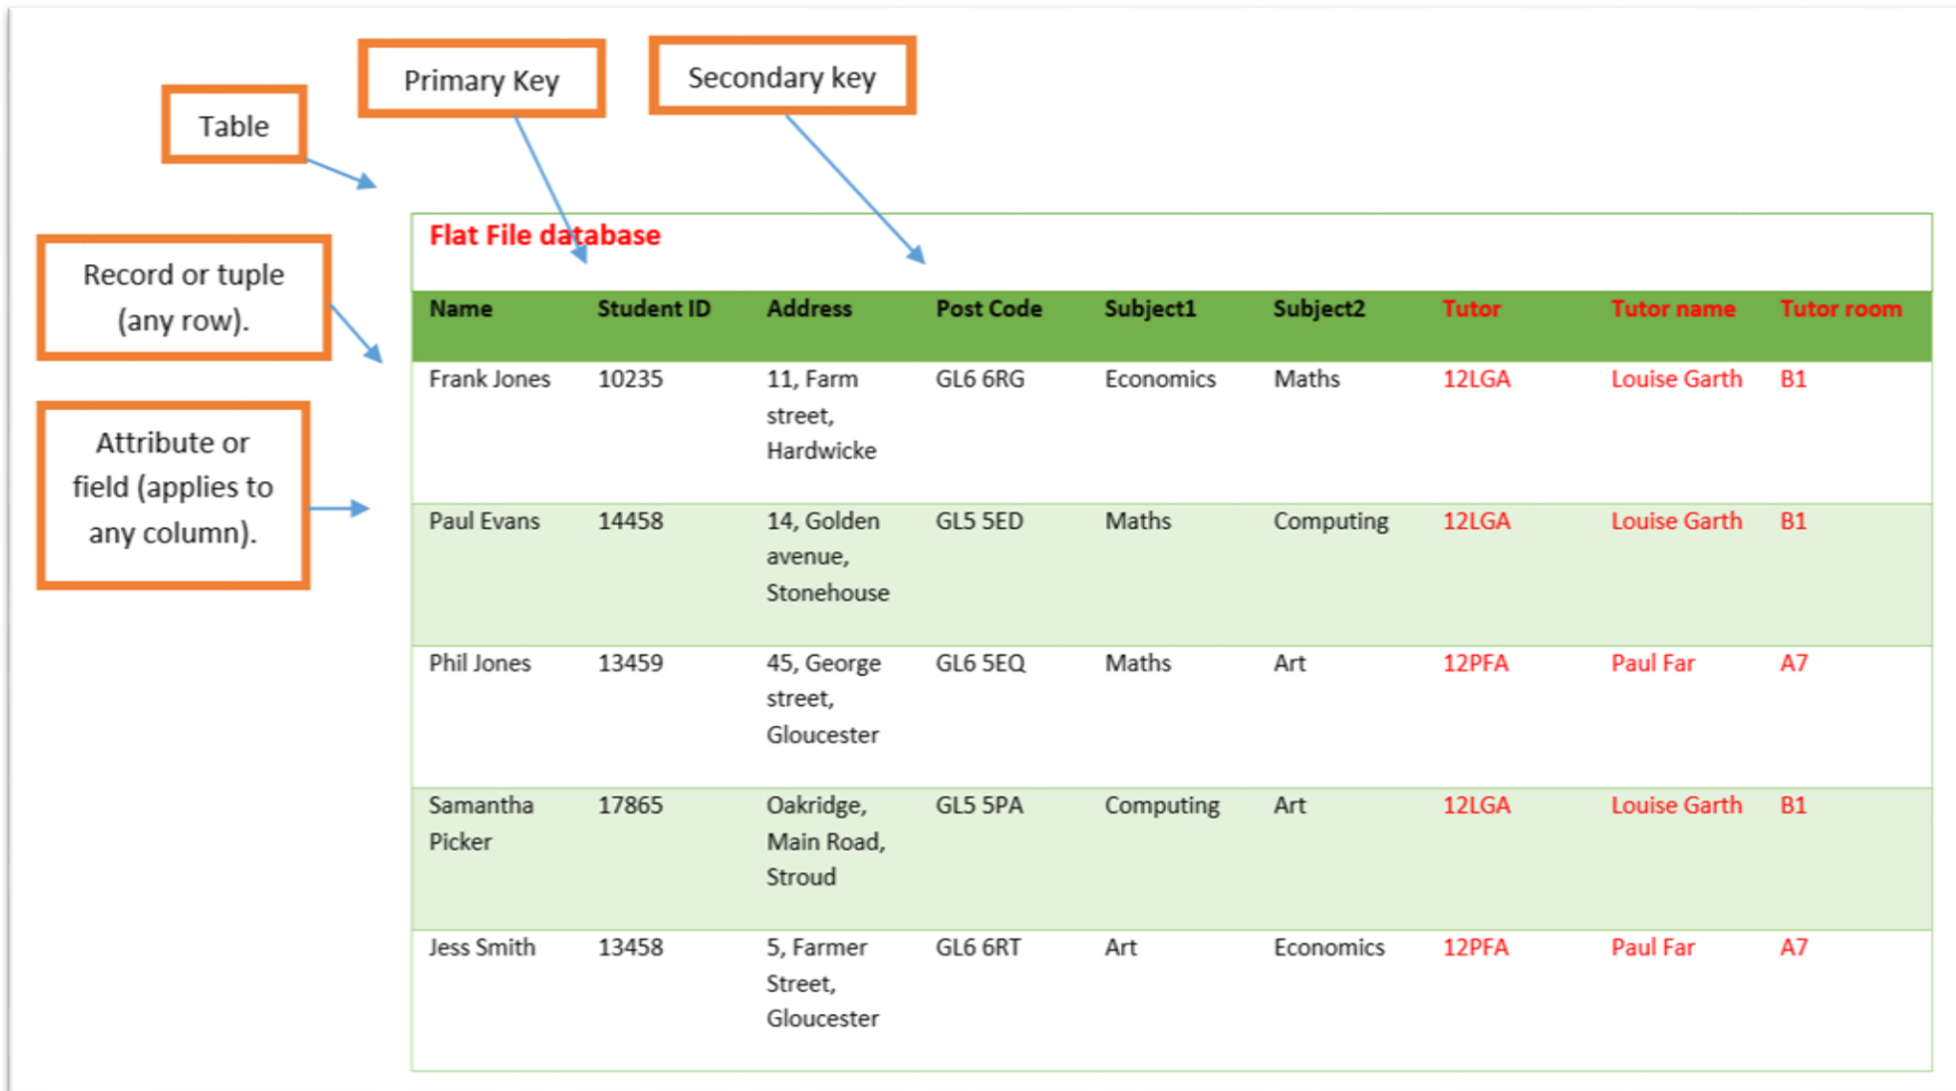 Primary Key
Secondary key
Table
Record or tuple
(any row).
Attribute or
field (applies to
any column).
Flat File database
Name Student ID Address Post Code Subject1 Subject2 Tutor Tutor name Tutor room
Frank Jones 10235 11, Farm GL6 6RG Economics Maths 12LGA Louise Garth B1
street,
Hardwicke
Paul Evans 14458 14, Golden GL5 5ED Maths Computing 12LGA Louise Garth B1
avenue,
Stonehouse
Phil Jones 13459 45, George GL6 5EQ Maths Art 12PFA Paul Far A7
street,
Gloucester
Samantha 17865 Oakridge, GL5 5PA Computing Art 12LGA Louise Garth B1
Picker Main Road,
Stroud
Jess Smith 13458 5, Farmer GL6 6RT Art Economics 12PFA Paul Far A7
Street,
Gloucester